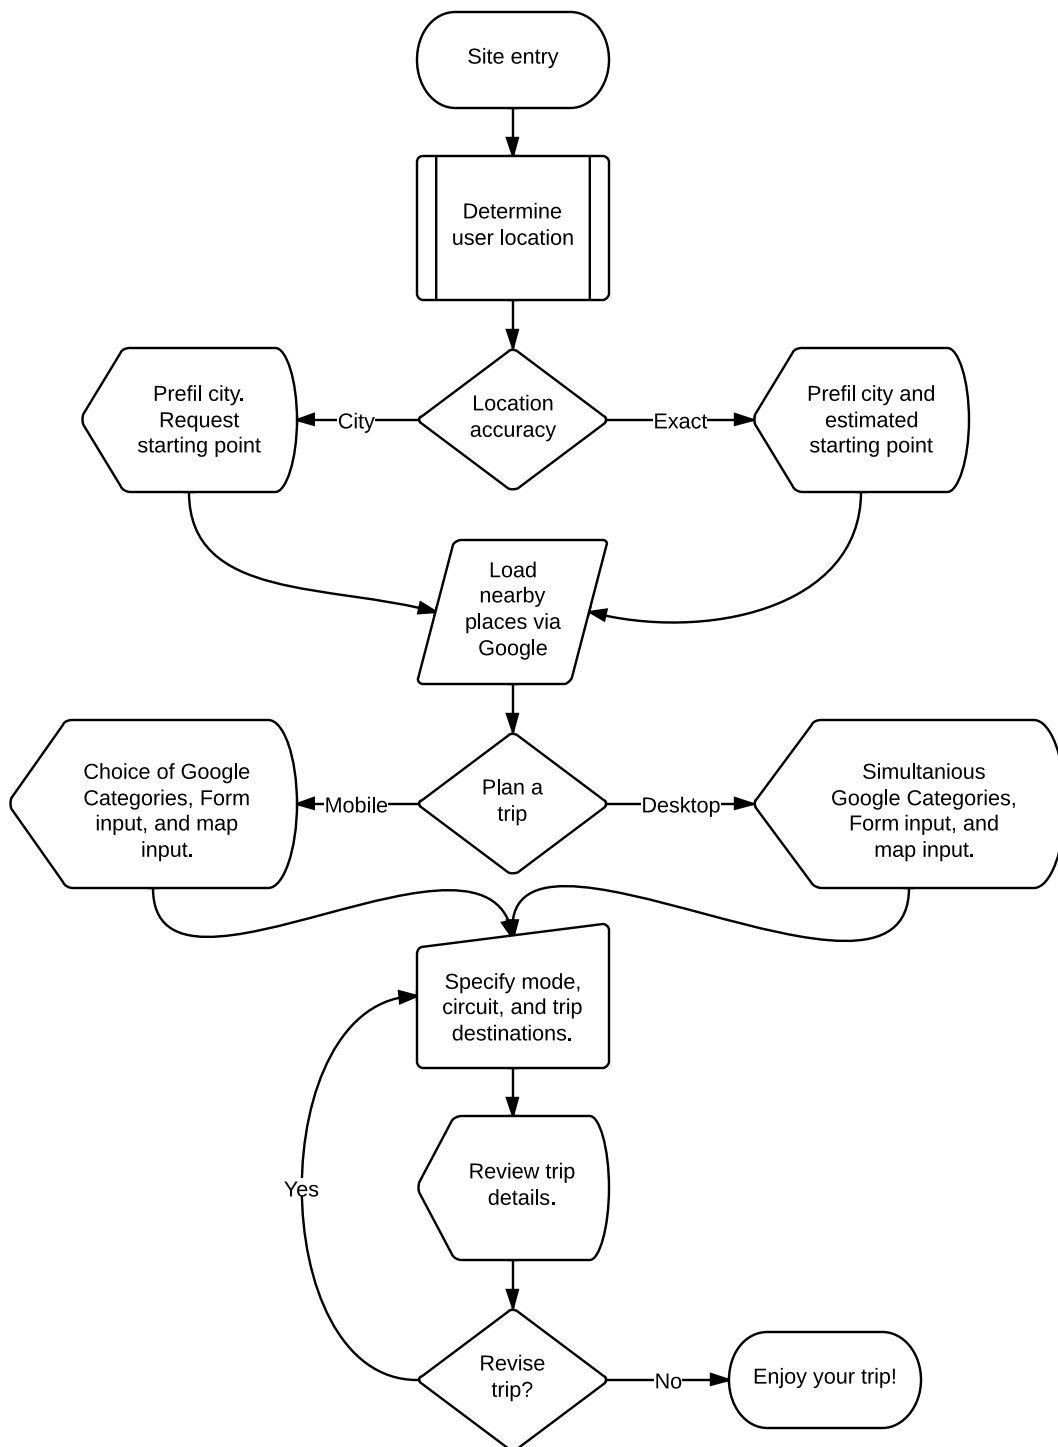 Site entry
Determine
user location
Location
accuracy
City
Exact
Prefil city.
Request
starting point
Prefil city and
estimated
starting point
Load
nearby
places via
Google
Plan a
trip
Mobile
Desktop
Choice of Google
Categories, Form
input, and map
input.
Simultanious
Google Categories,
Form input, and
map input.
Specify mode,
circuit, and trip
destinations.
Review trip
details.
Yes
Revise
trip?
No
Enjoy your trip!